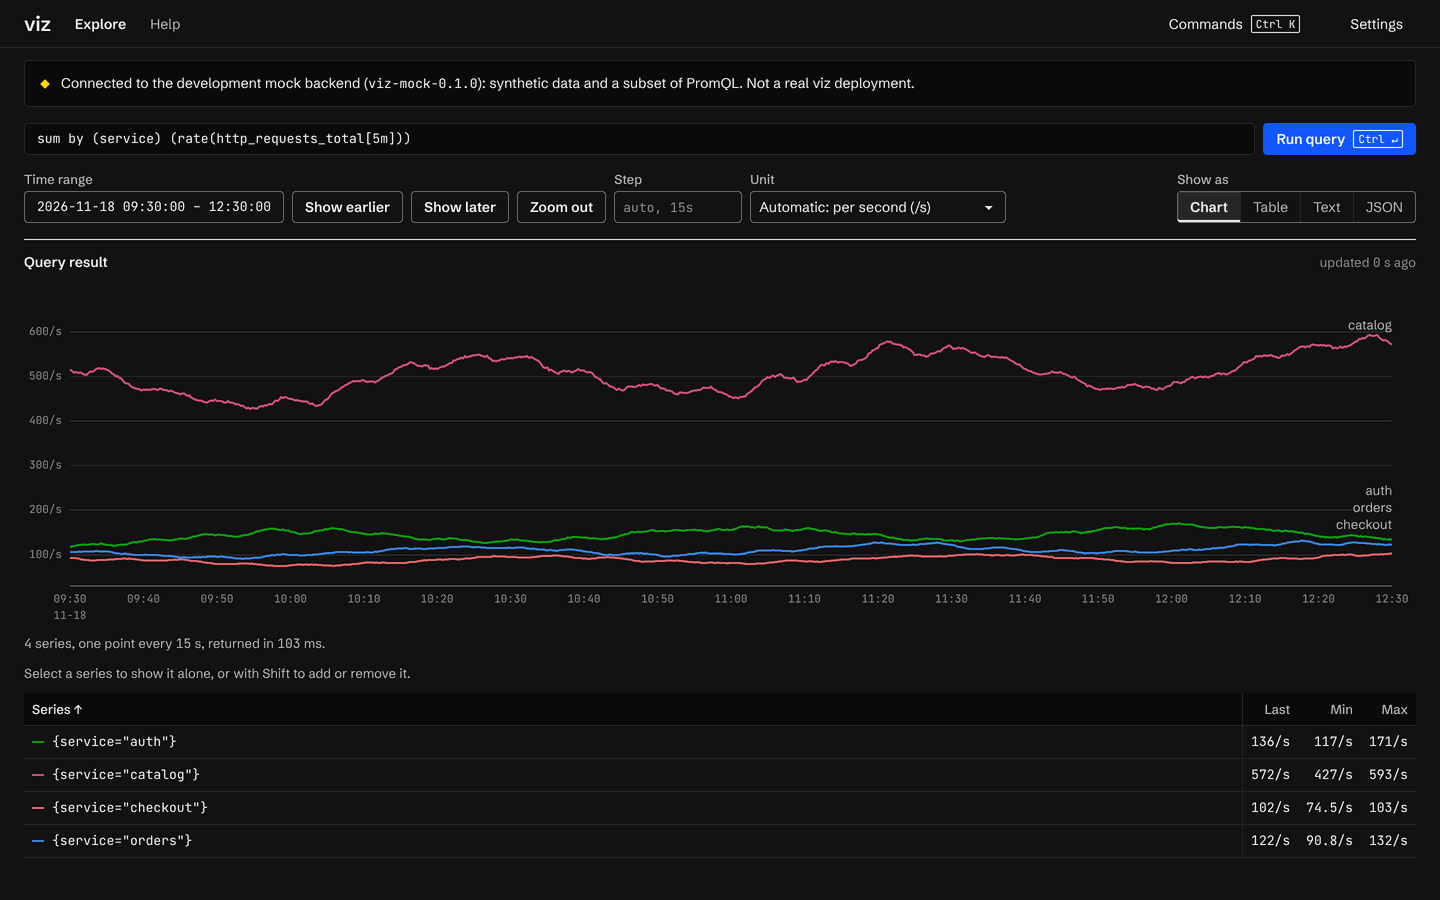 viz Explore Help Commands Ctrl K Settings
Connected to the development mock backend (viz-mock-0.1.0): synthetic data and a subset of PromQL. Not a real viz deployment.
sum by (service) (rate(http_requests_total[5m])) Run query Ctrl ↵
Time range Step Unit Show as
2026-11-18 09:30:00 – 12:30:00 Show earlier Show later Zoom out auto, 15s Automatic: per second (/s) Chart Table Text JSON
Query result updated 0 s ago
catalog
600/s
500/s
400/s
300/s
auth
200/s orders
checkout
100/s
09:30 09:40 09:50 10:00 10:10 10:20 10:30 10:40 10:50 11:00 11:10 11:20 11:30 11:40 11:50 12:00 12:10 12:20 12:30
11-18
4 series, one point every 15 s, returned in 103 ms.
Select a series to show it alone, or with Shift to add or remove it.
Series ↑ Last Min Max
{service="auth"} 136/s 117/s 171/s
{service="catalog"} 572/s 427/s 593/s
{service="checkout"} 102/s 74.5/s 103/s
{service="orders"} 122/s 90.8/s 132/s